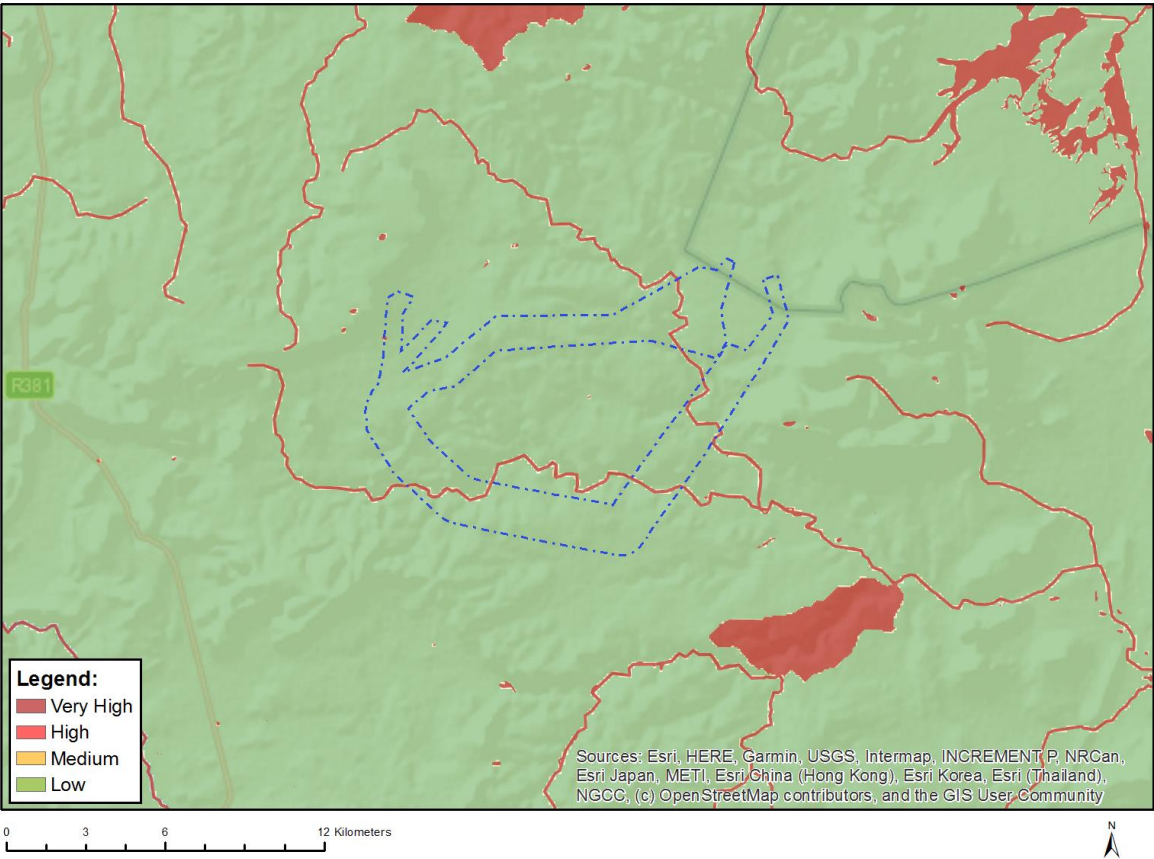 R381
Legend:
Very High
High
Medium
Low
Sources: Esri, HERE, Garmin, USGS, Intermap, INCREMENT P, NRCan,
Esri Japan, METI, Esri China (Hong Kong), Esri Korea, Esri (Thailand),
NGCC, (c) OpenStreetMap contributors, and the GIS User Community
0 3 6 12 Kilometers
N